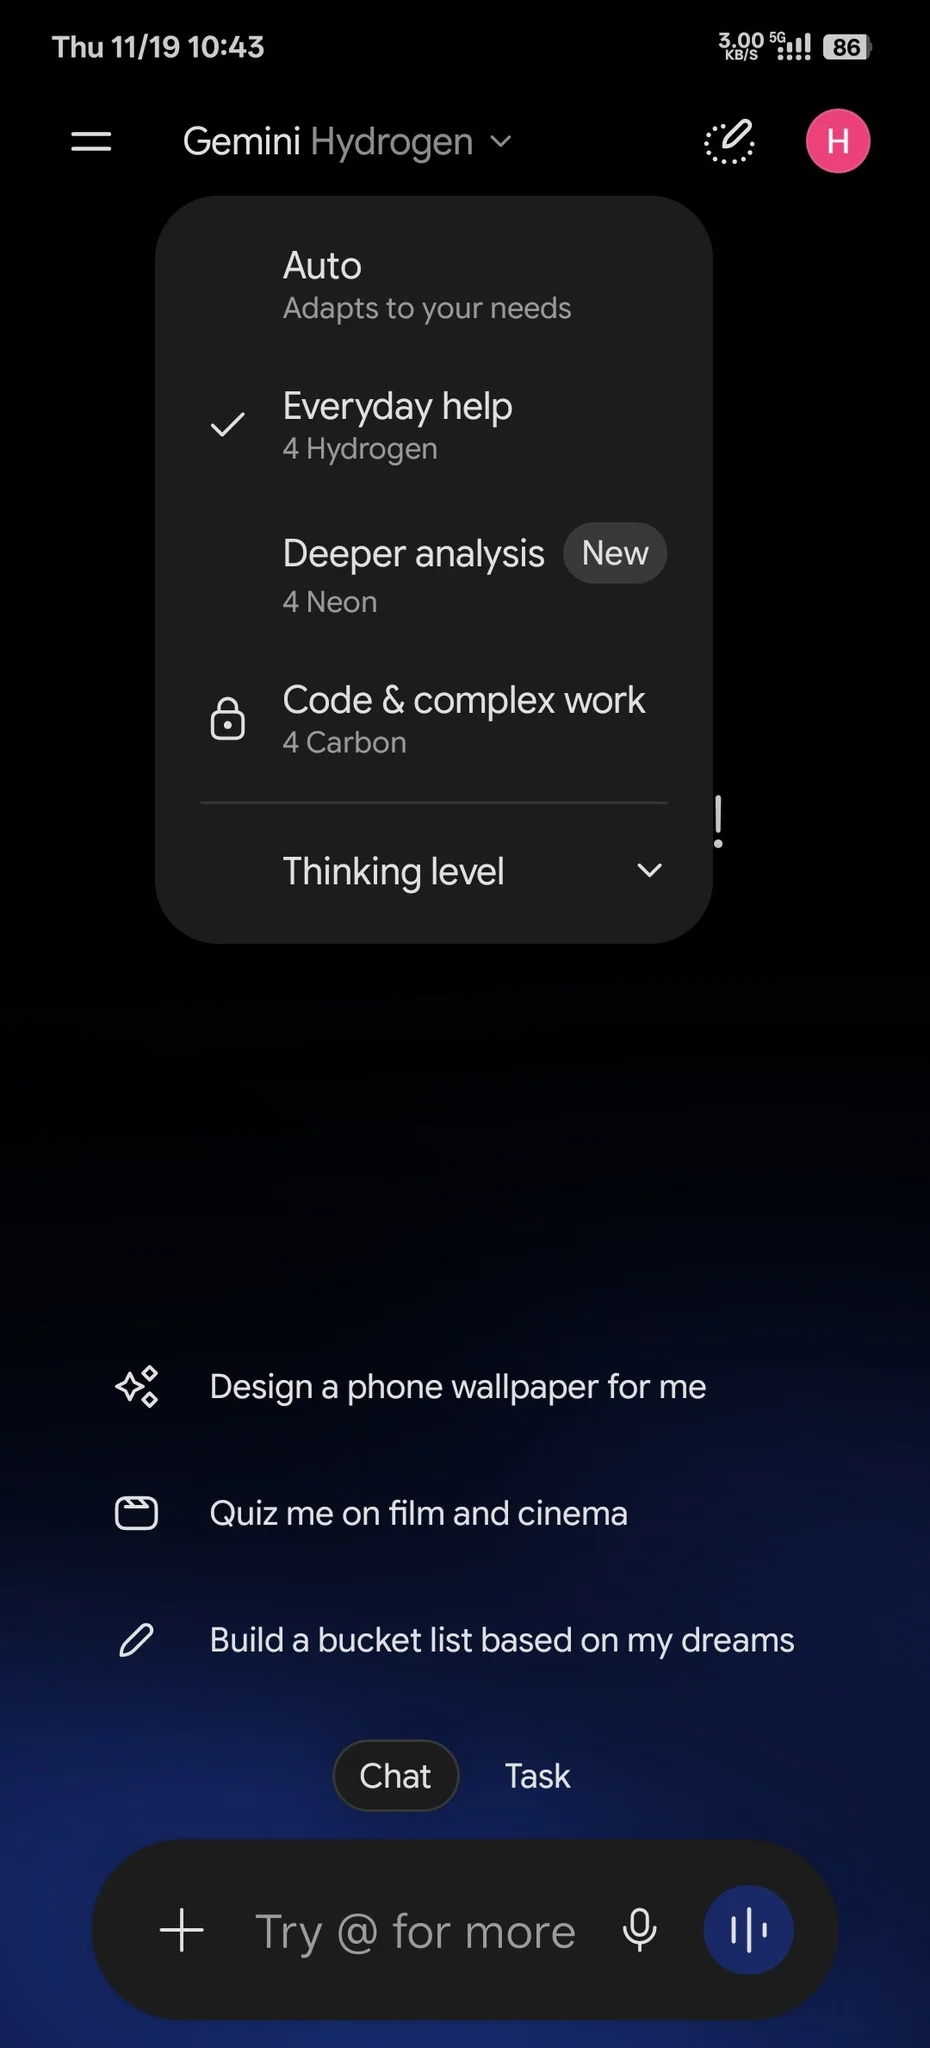 Thu 11/19 10:43
3.00 KB/S 5G 86
Gemini Hydrogen
H
Auto
Adapts to your needs
Everyday help
4 Hydrogen
Deeper analysis New
4 Neon
Code & complex work
4 Carbon
!
Thinking level
Design a phone wallpaper for me
Quiz me on film and cinema
Build a bucket list based on my dreams
Chat Task
Try @ for more